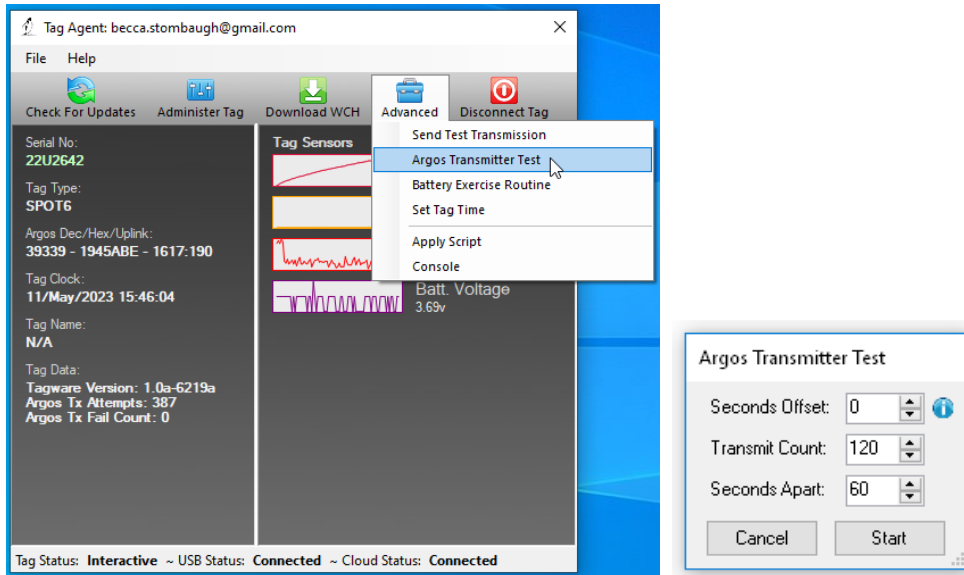 Tag Agent: becca.stombaugh@gmail.com
File Help
Check For Updates Administer Tag Download WCH Advanced Disconnect Tag
Serial No:
22U2642
Tag Type:
SPOT6
Argos Dec/Hex/Uplink:
39339 - 1945ABE - 1617:190
Tag Clock:
11/May/2023 15:46:04
Tag Name:
N/A
Tag Data:
Tagware Version: 1.0a-6219a
Argos Tx Attempts: 387
Argos Tx Fail Count: 0
Tag Sensors
Send Test Transmission
Argos Transmitter Test
Battery Exercise Routine
Set Tag Time
Apply Script
Console
Batt. Voltage
3.69v
Tag Status: Interactive ~ USB Status: Connected ~ Cloud Status: Connected
Argos Transmitter Test
Seconds Offset: 0
Transmit Count: 120
Seconds Apart: 60
Cancel Start